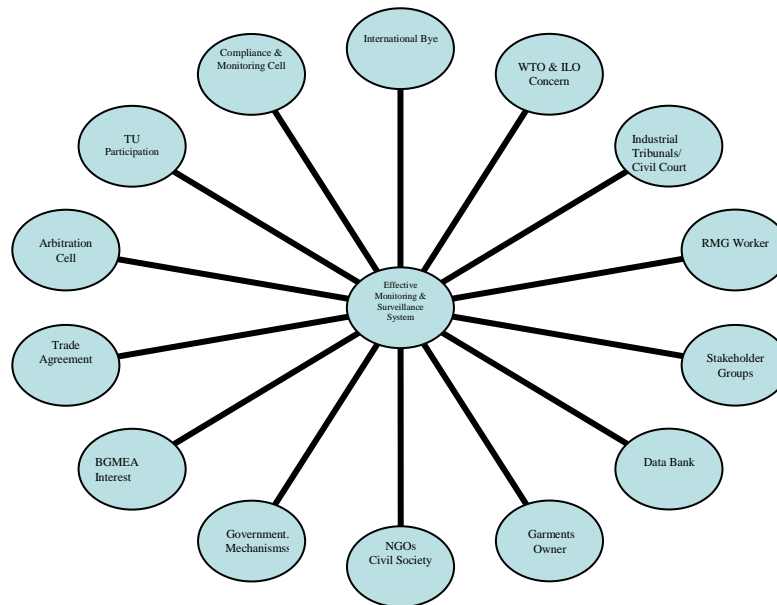 International Bye
Compliance &
Monitoring Cell
WTO & ILO
Concern
TU
Participation
Industrial
Tribunals/
Civil Court
Arbitration
Cell
RMG Worker
Effective
Monitoring &
Surveillance
System
Trade
Agreement
Stakeholder
Groups
BGMEA
Interest
Data Bank
Government.
Mechanismss
NGOs
Civil Society
Garments
Owner